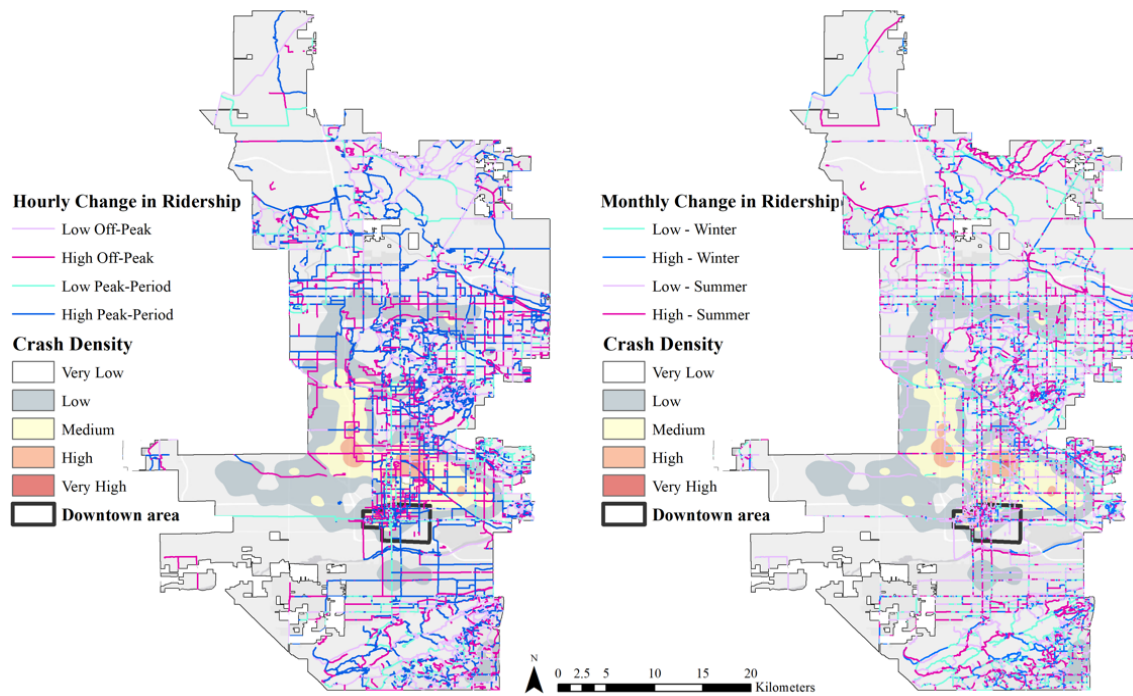 Hourly Change in Ridership
Low Off-Peak
High Off-Peak
Low Peak-Period
High Peak-Period
Crash Density
Very Low
Low
Medium
High
Very High
Downtown area
Monthly Change in Ridership
Low - Winter
High - Winter
Low - Summer
High - Summer
Crash Density
Very Low
Low
Medium
High
Very High
Downtown area
N
0 2.5 5 10 15 20
Kilometers